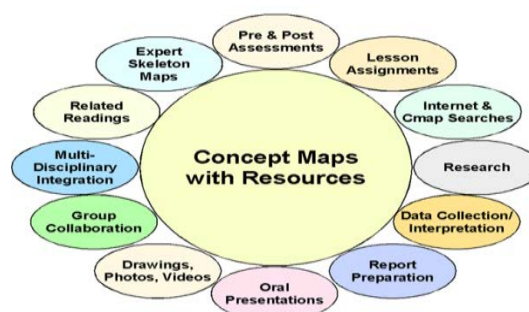 Pre & Post
Assessments
Lesson
Assignments
Internet &
Cmap Searches
Research
Data Collection/
Interpretation
Report
Preparation
Oral
Presentations
Drawings,
Photos, Videos
Group
Collaboration
Multi-
Disciplinary
Integration
Related
Readings
Expert
Skeleton
Maps
Concept Maps
with Resources